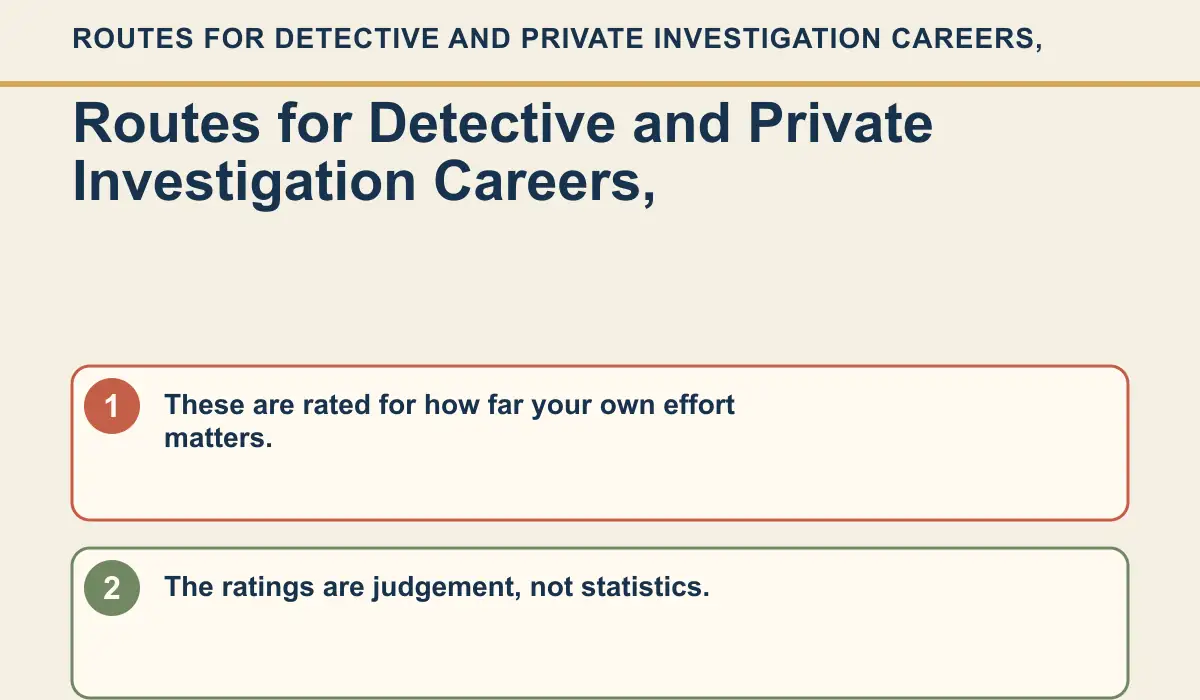 ROUTES FOR DETECTIVE AND PRIVATE INVESTIGATION CAREERS,
Routes for Detective and Private
Investigation Careers,
1
These are rated for how far your own effort
matters.
2
The ratings are judgement, not statistics.